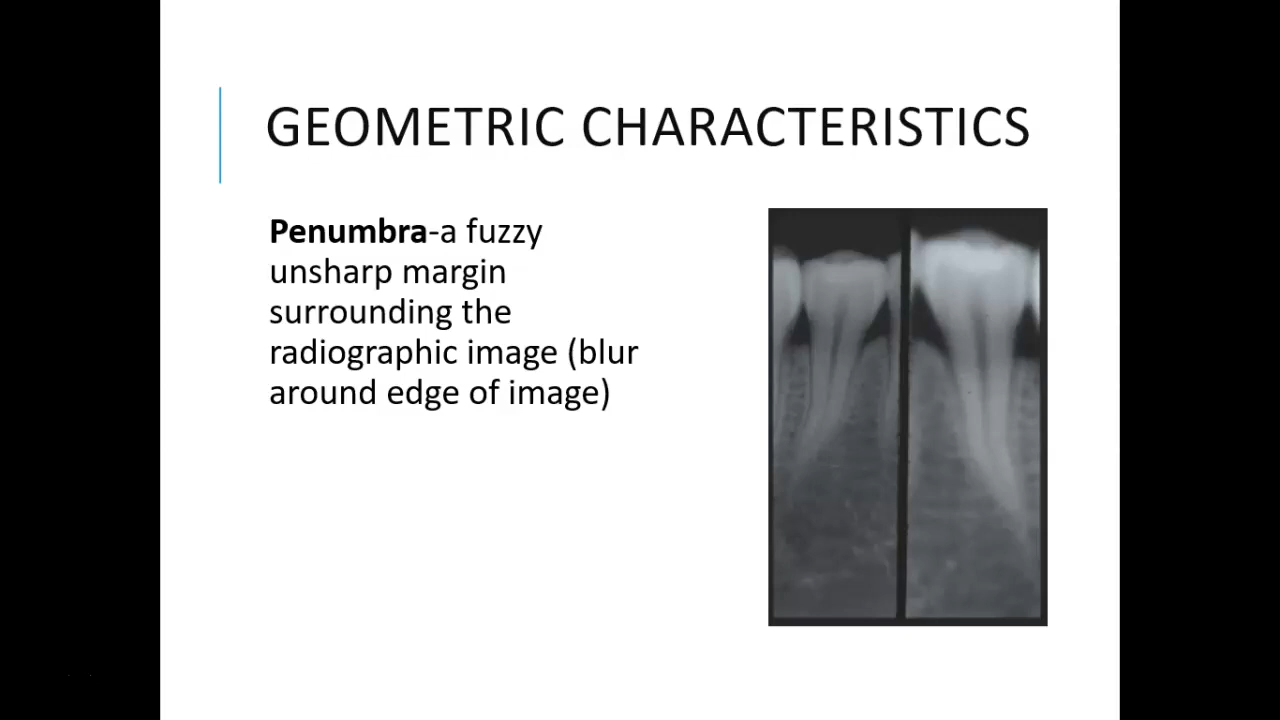 GEOMETRIC CHARACTERISTICS
Penumbra-a fuzzy
unsharp margin
surrounding the
radiographic image (blur
around edge of image)